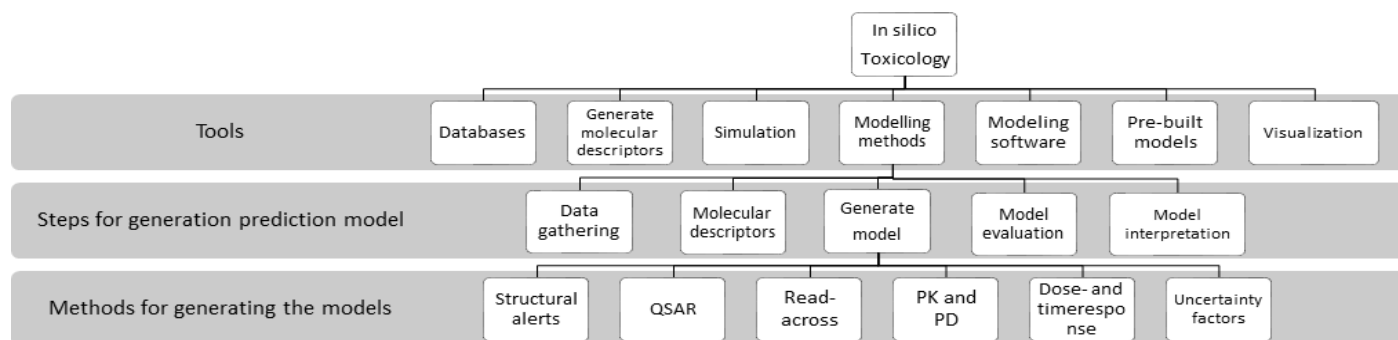 In silico
Toxicology
Tools
Databases
Generate
molecular
descriptors
Simulation
Modelling
methods
Modeling
software
Pre-built
models
Visualization
Steps for generation prediction model
Data
gathering
Molecular
descriptors
Generate
model
Model
evaluation
Model
interpretation
Methods for generating the models
Structural
alerts
QSAR
Read-
across
PK and
PD
Dose- and
timerespo
nse
Uncertainty
factors